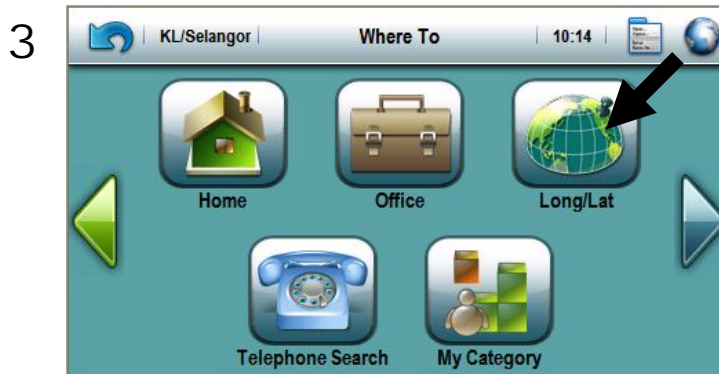 3
KL/Selangor Where To 10:14
Home Office Long/Lat
Telephone Search My Category